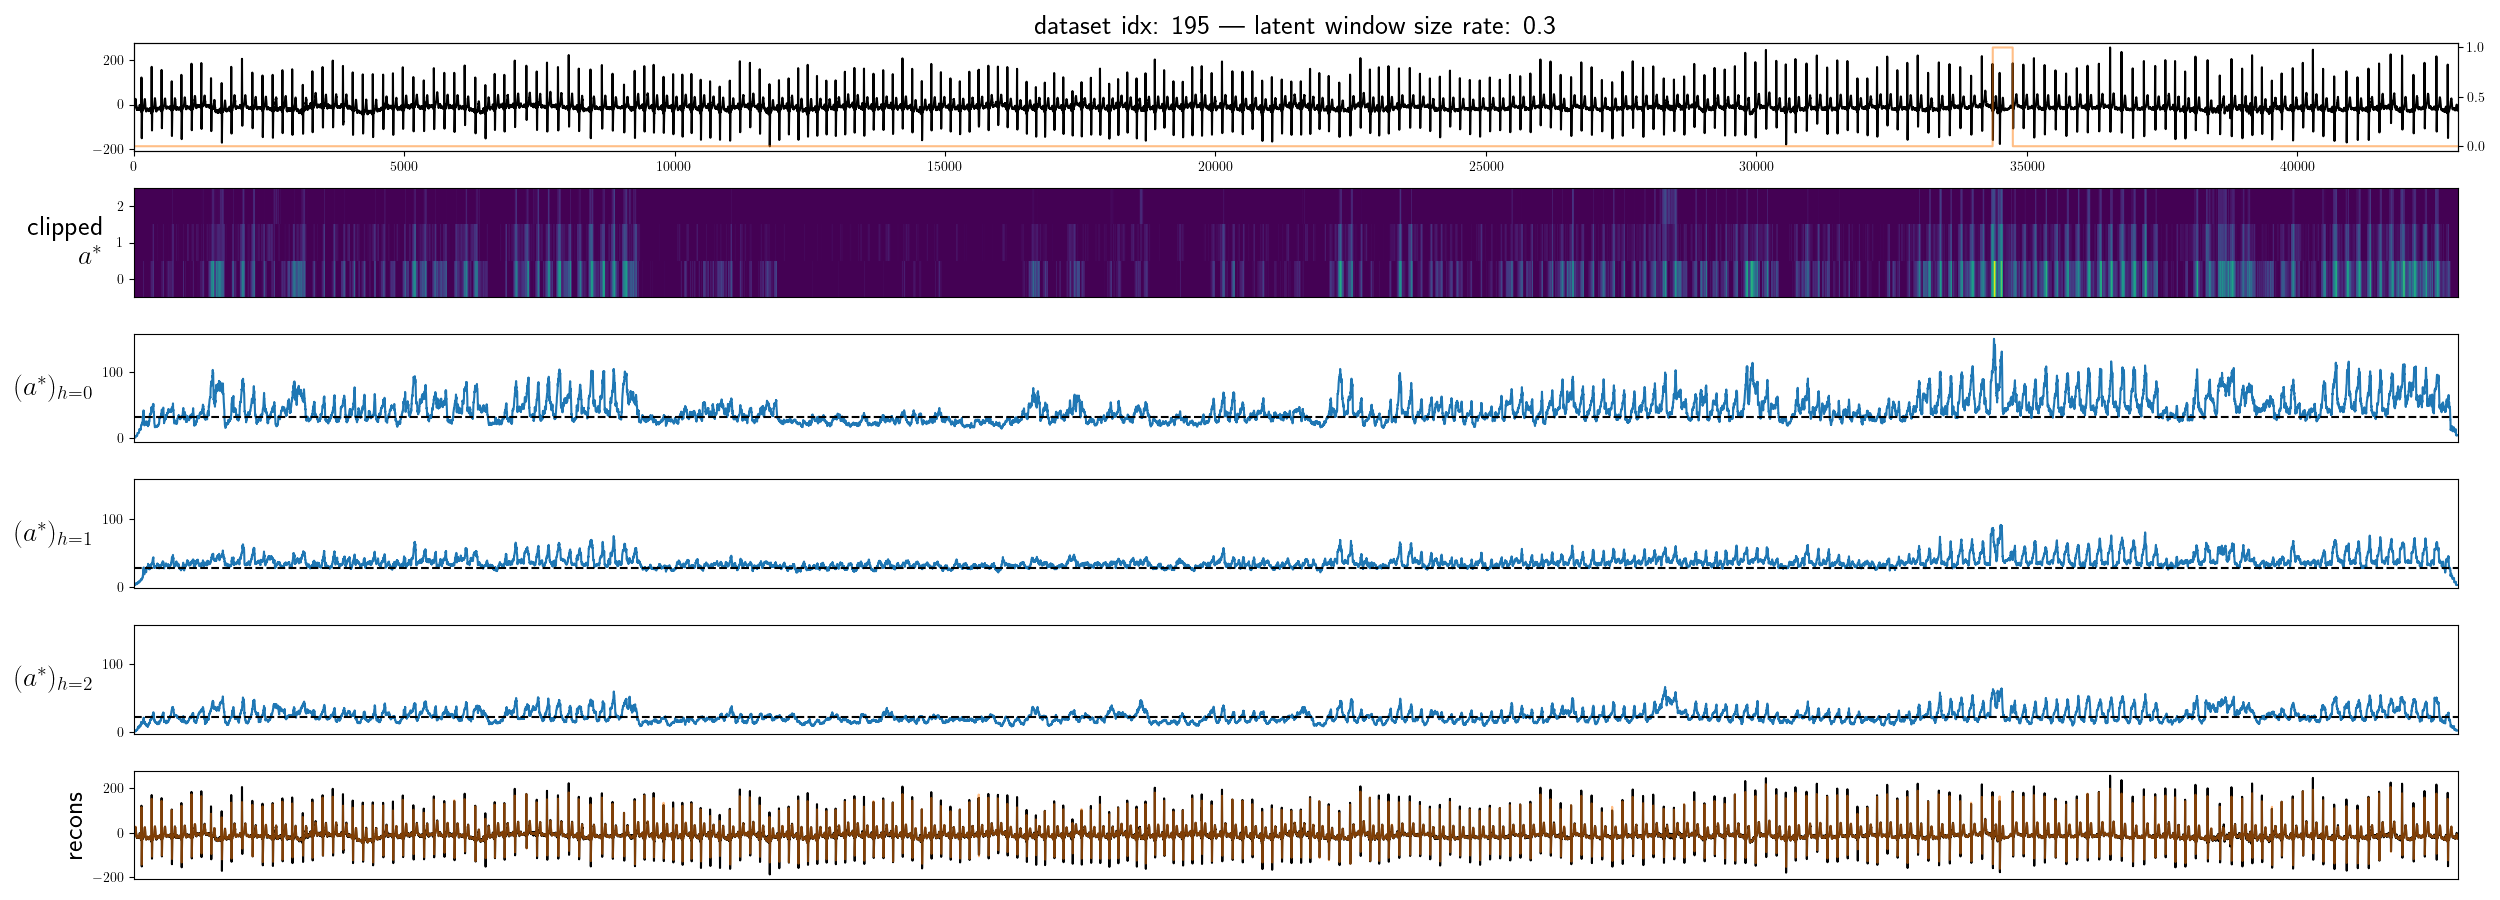 dataset idx: 195 — latent window size rate: 0.3
200
0
−200
1.0
0.5
0.0
0 5000 10000 15000 20000 25000 30000 35000 40000
clipped
a*
2
1
0
(a*)h=0
100
0
(a*)h=1
100
0
(a*)h=2
100
0
recons
200
0
−200